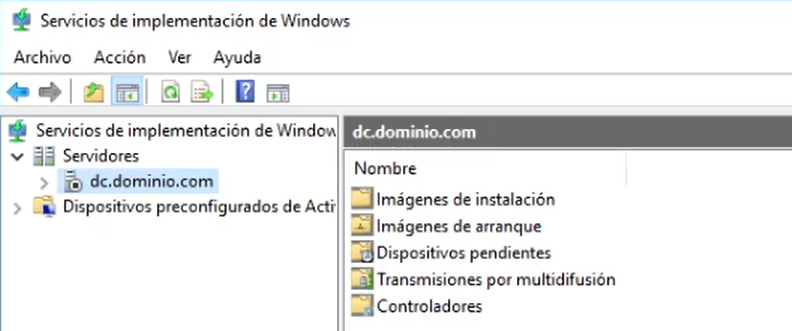 Servicios de implementación de Windows
Archivo Acción Ver Ayuda
Servicios de implementación de Window
Servidores
dc.dominio.com
Dispositivos preconfigurados de Acti
dc.dominio.com
Nombre
Imágenes de instalación
Imágenes de arranque
Dispositivos pendientes
Transmisiones por multidifusión
Controladores